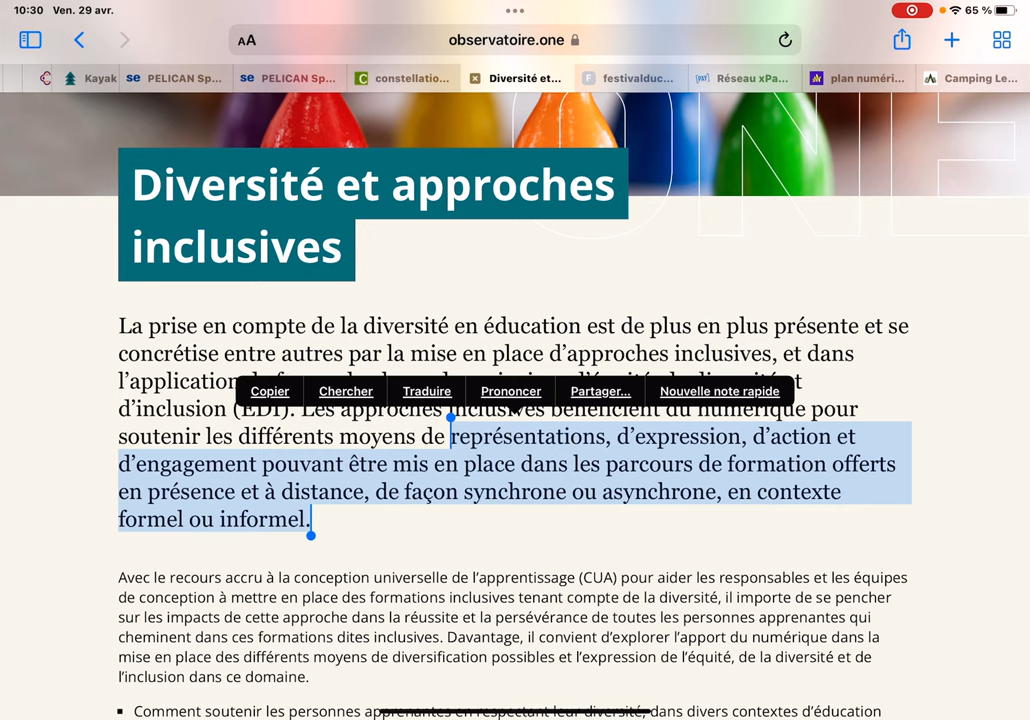 10:30 Ven. 29 avr.
65 %
AA observatoire.one
Kayak PELICAN Sp... PELICAN Sp... constellatio... Diversité et... festivalduc... Réseau xPa... plan numéri... Camping Le...
ONE
Diversité et approches
inclusives
La prise en compte de la diversité en éducation est de plus en plus présente et se
concrétise entre autres par la mise en place d’approches inclusives, et dans
l’application
Copier Chercher Traduire Prononcer Partager... Nouvelle note rapide
d’inclusion (EDI). Les approches inclusives bénéficient du numérique pour
soutenir les différents moyens de représentations, d’expression, d’action et
d’engagement pouvant être mis en place dans les parcours de formation offerts
en présence et à distance, de façon synchrone ou asynchrone, en contexte
formel ou informel.
Avec le recours accru à la conception universelle de l’apprentissage (CUA) pour aider les responsables et les équipes
de conception à mettre en place des formations inclusives tenant compte de la diversité, il importe de se pencher
sur les impacts de cette approche dans la réussite et la persévérance de toutes les personnes apprenantes qui
cheminent dans ces formations dites inclusives. Davantage, il convient d’explorer l’apport du numérique dans la
mise en place des différents moyens de diversification possibles et l’expression de l’équité, de la diversité et de
l’inclusion dans ce domaine.
▪ Comment soutenir les personnes apprenantes en respectant leur diversité, dans divers contextes d’éducation